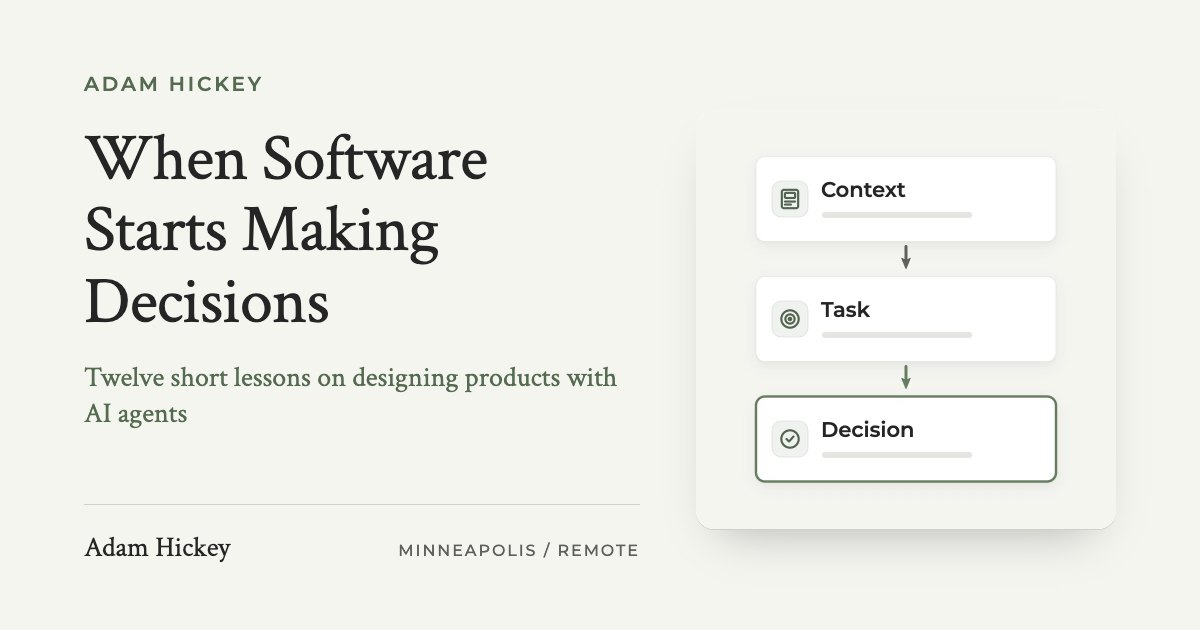 ADAM HICKEY
When Software
Starts Making
Decisions
Twelve short lessons on designing products with
AI agents
Adam Hickey
MINNEAPOLIS / REMOTE
Context
Task
Decision